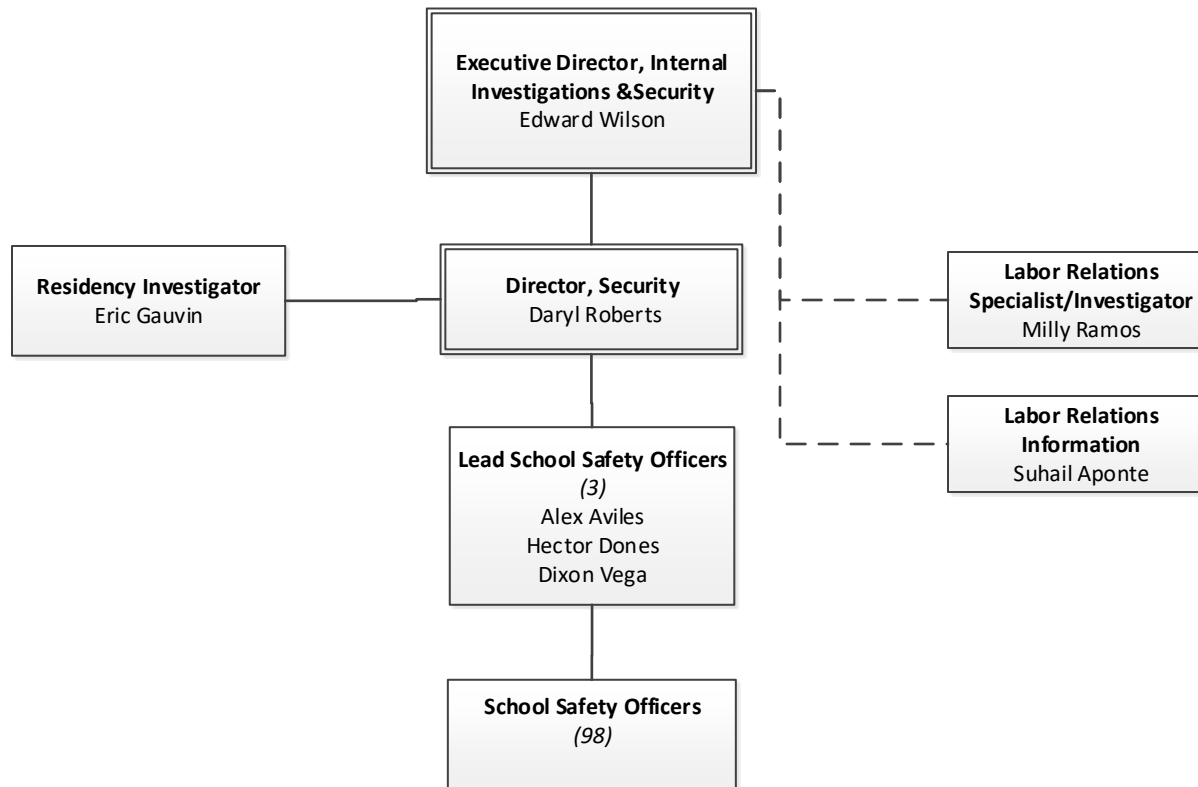 Executive Director, Internal
Investigations &Security
Edward Wilson
Residency Investigator
Eric Gauvin
Director, Security
Daryl Roberts
Labor Relations
Specialist/Investigator
Milly Ramos
Labor Relations
Information
Suhail Aponte
Lead School Safety Officers
(3)
Alex Aviles
Hector Dones
Dixon Vega
School Safety Officers
(98)